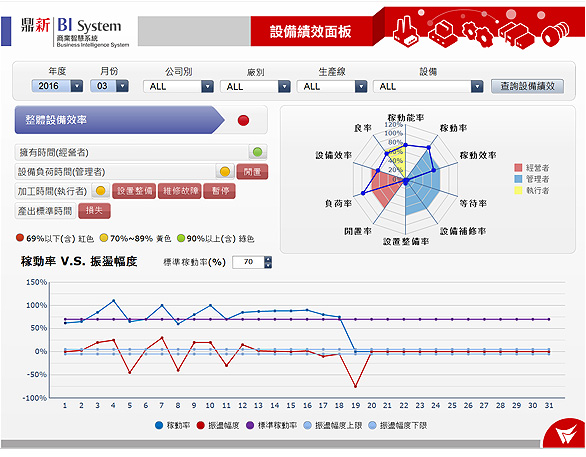 鼎新 BI System
商業智慧系統
Business Intelligence System
設備績效面板
年度 月份 公司別 廠別 生產線 設備
2016 03 ALL ALL ALL ALL 查詢設備績效
整體設備效率
擁有時間(經營者)
設備負荷時間(管理者) 閒置
加工時間(執行者) 設置整備 維修故障 暫停
產出標準時間 損失
69%以下(含) 紅色 70%~89% 黃色 90%以上(含) 綠色
稼動能率
120%
100%
80%
60%
40%
20%
稼動率
稼動效率
等待率
設備補修率
設置整備率
閒置率
負荷率
設備效率
良率
經營者
管理者
執行者
稼動率 V.S. 振盪幅度 標準稼動率(%) 70
150%
100%
50%
0%
-50%
-100%
1 2 3 4 5 6 7 8 9 10 11 12 13 14 15 16 17 18 19 20 21 22 23 24 25 26 27 28 29 30 31
稼動率 振盪幅度 標準稼動率 振盪幅度上限 振盪幅度下限